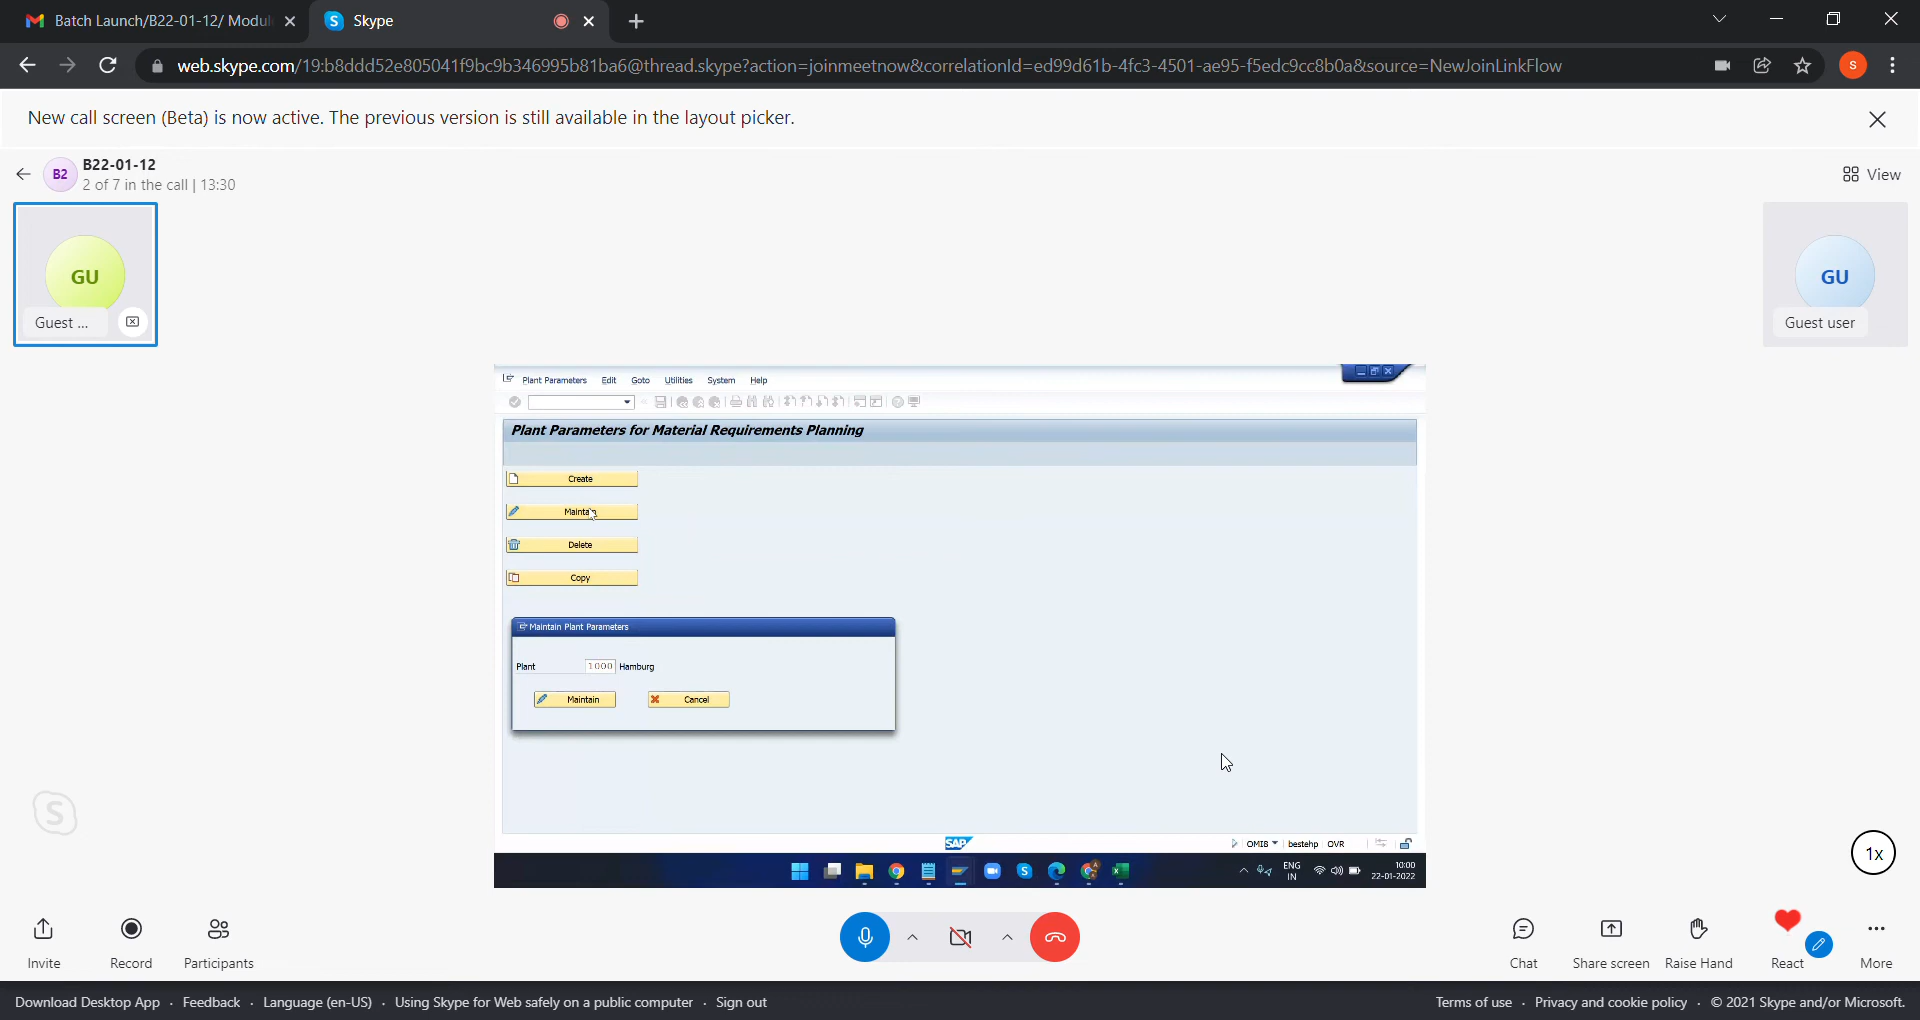 Batch Launch/B22-01-12/ Modul
Skype
web.skype.com/19:b8ddd52e805041f9bc9b346995b81ba6@thread.skype?action=joinmeetnow&correlationId=ed99d61b-4fc3-4501-ae95-f5edc9cc8b0a&source=NewJoinLinkFlow
S
New call screen (Beta) is now active. The previous version is still available in the layout picker.
B2
B22-01-12
2 of 7 in the call | 13:30
View
GU
Guest ...
GU
Guest user
Plant Parameters Edit Goto Utilities System Help
Plant Parameters for Material Requirements Planning
Create
Maintain
Delete
Copy
Maintain Plant Parameters
Plant 1000 Hamburg
Maintain Cancel
SAP
OMIB bestehp OVR
ENG
IN
10:00
22-01-2022
1x
Invite
Record
Participants
Chat
Share screen
Raise Hand
React
More
Download Desktop App · Feedback · Language (en-US) · Using Skype for Web safely on a public computer · Sign out
Terms of use · Privacy and cookie policy · © 2021 Skype and/or Microsoft.